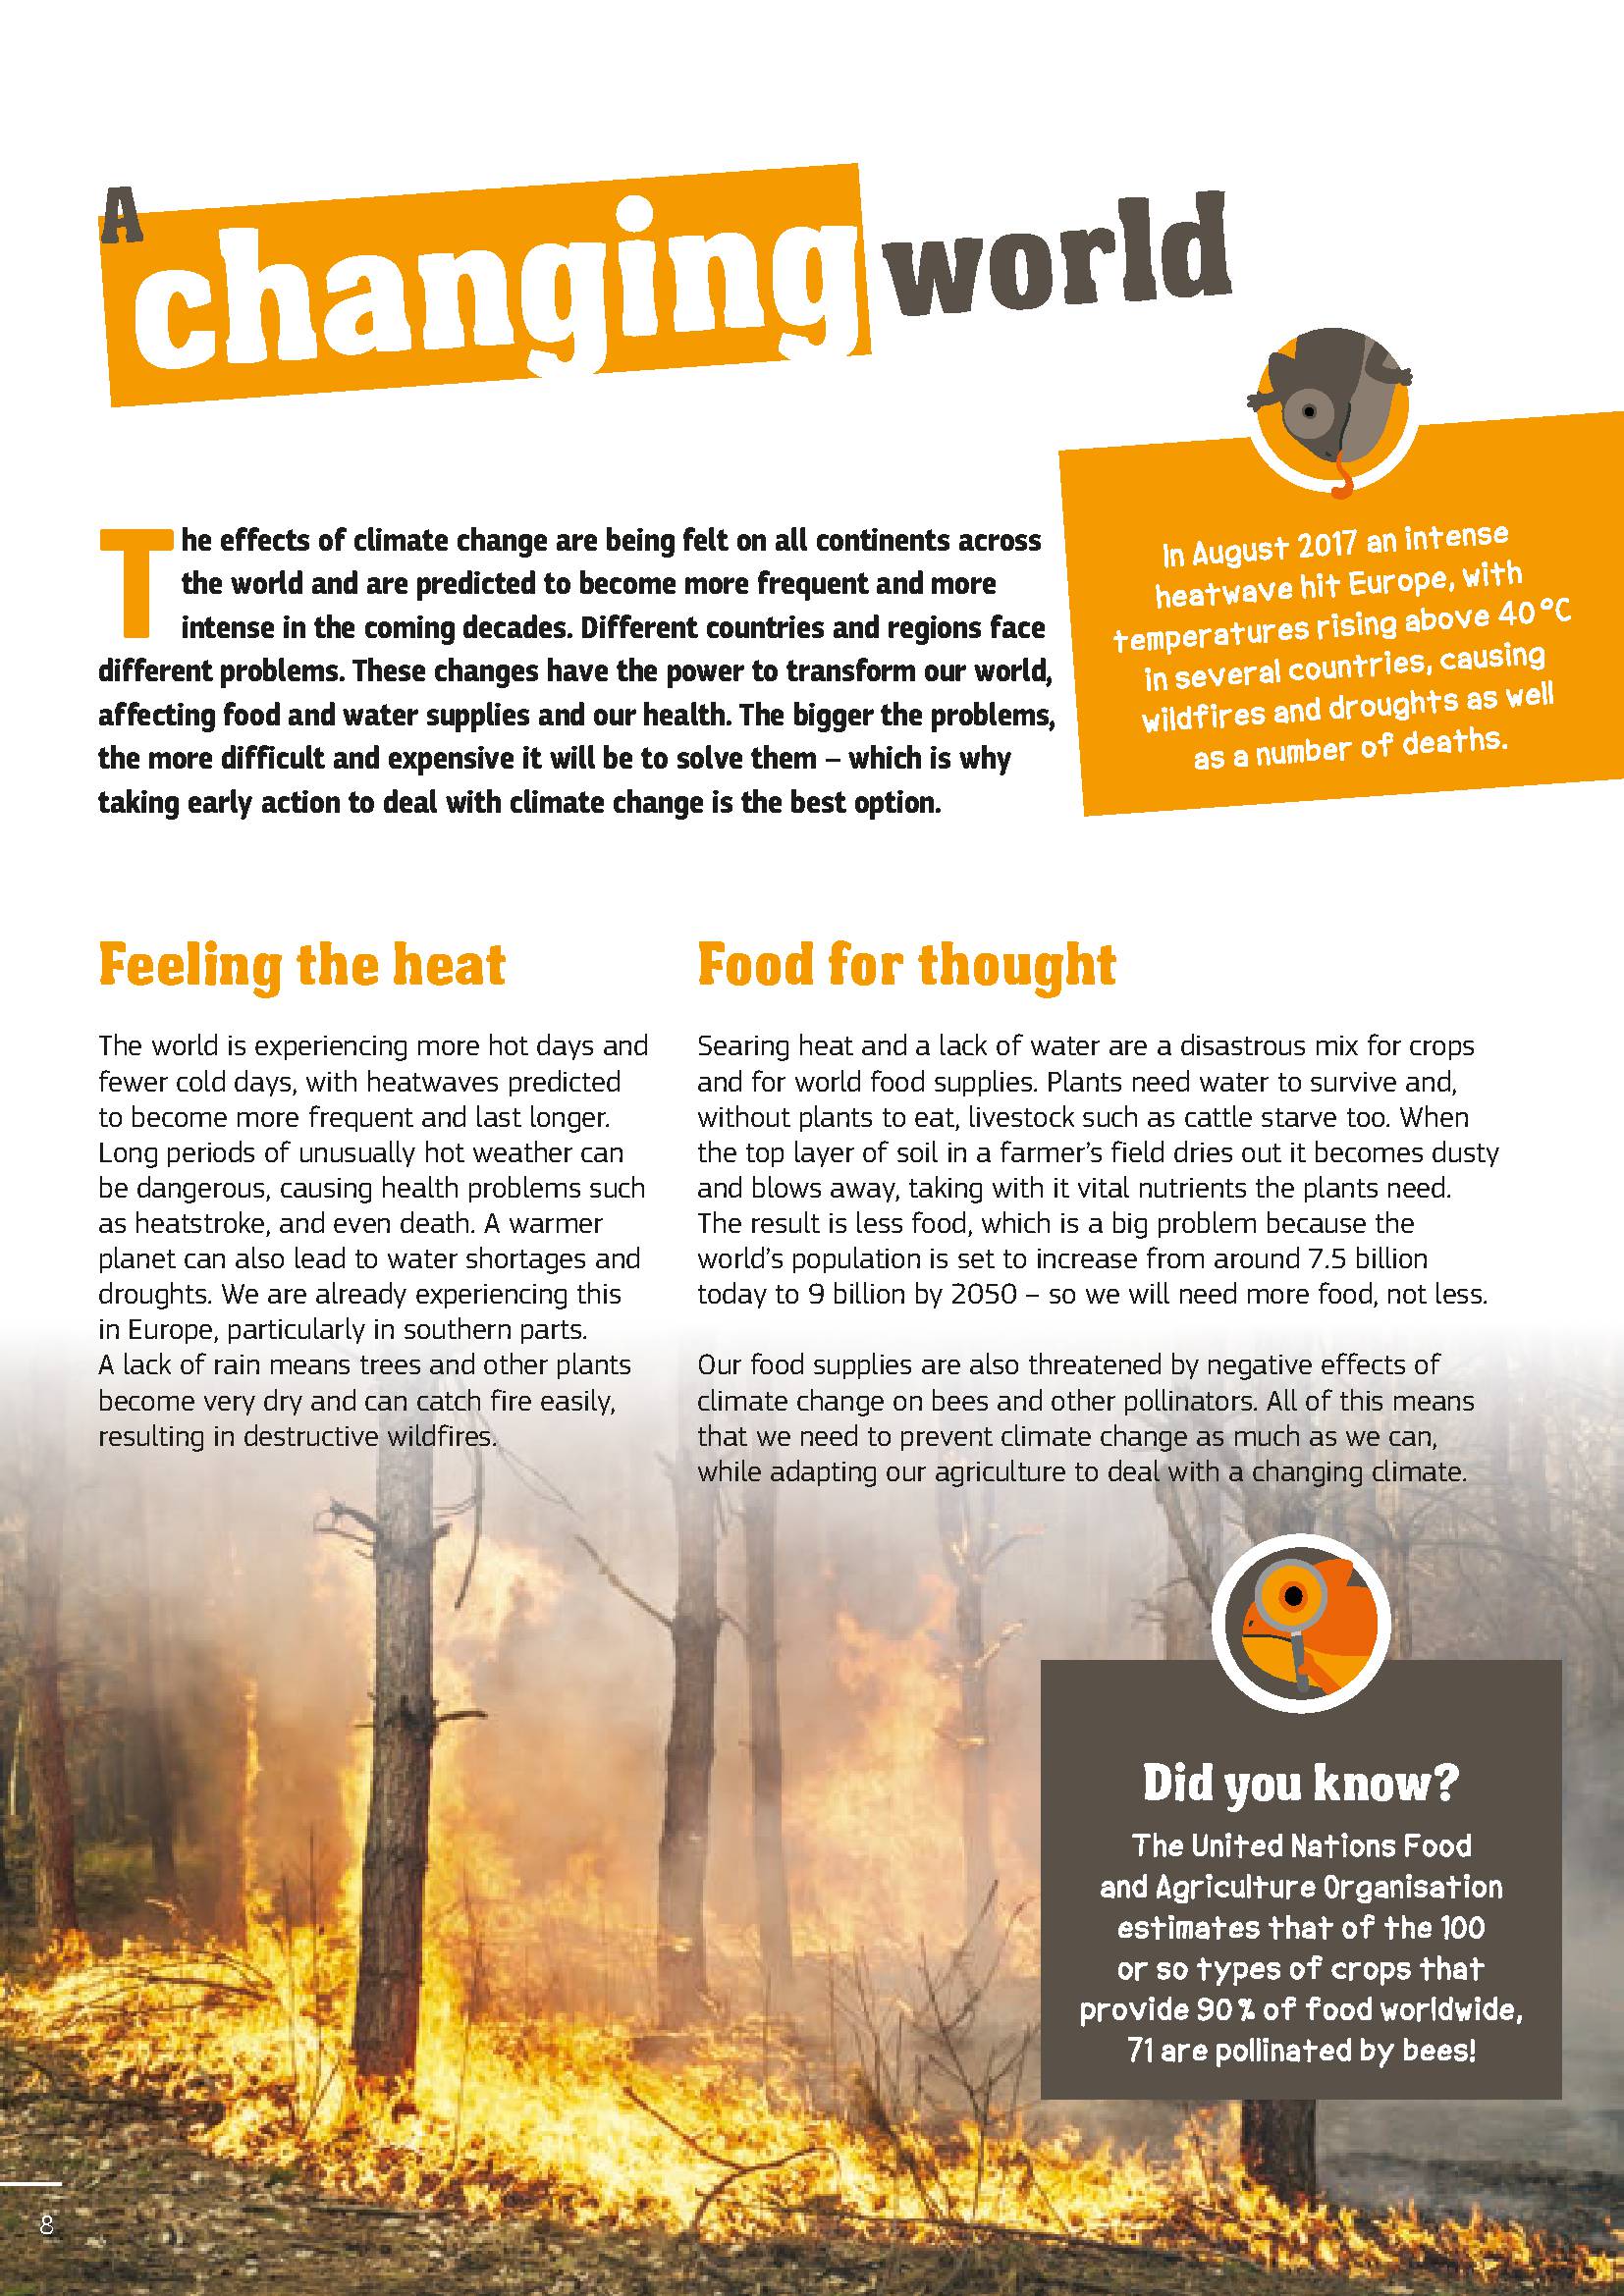 A
changing world
The effects of climate change are being felt on all continents across
the world and are predicted to become more frequent and more
intense in the coming decades. Different countries and regions face
different problems. These changes have the power to transform our world,
affecting food and water supplies and our health. The bigger the problems,
the more difficult and expensive it will be to solve them – which is why
taking early action to deal with climate change is the best option.
In August 2017 an intense
heatwave hit Europe, with
temperatures rising above 40 °C
in several countries, causing
wildfires and droughts as well
as a number of deaths.
Feeling the heat
The world is experiencing more hot days and
fewer cold days, with heatwaves predicted
to become more frequent and last longer.
Long periods of unusually hot weather can
be dangerous, causing health problems such
as heatstroke, and even death. A warmer
planet can also lead to water shortages and
droughts. We are already experiencing this
in Europe, particularly in southern parts.
A lack of rain means trees and other plants
become very dry and can catch fire easily,
resulting in destructive wildfires.
Food for thought
Searing heat and a lack of water are a disastrous mix for crops
and for world food supplies. Plants need water to survive and,
without plants to eat, livestock such as cattle starve too. When
the top layer of soil in a farmer's field dries out it becomes dusty
and blows away, taking with it vital nutrients the plants need.
The result is less food, which is a big problem because the
world's population is set to increase from around 7.5 billion
today to 9 billion by 2050 – so we will need more food, not less.
Our food supplies are also threatened by negative effects of
climate change on bees and other pollinators. All of this means
that we need to prevent climate change as much as we can,
while adapting our agriculture to deal with a changing climate.
Did you know?
The United Nations Food
and Agriculture Organisation
estimates that of the 100
or so types of crops that
provide 90 % of food worldwide,
71 are pollinated by bees!
8